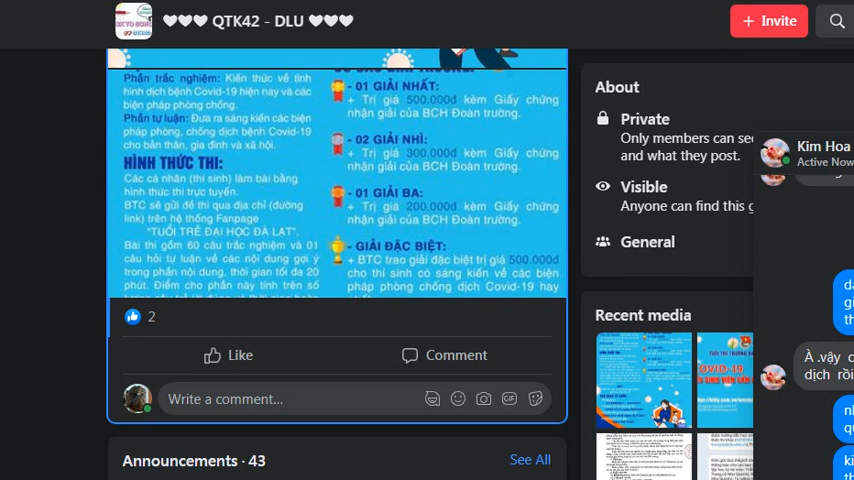 ♥♥♥ QTK42 - DLU ♥♥♥
+ Invite
Phần trắc nghiệm: Kiến thức về tình
hình dịch bệnh Covid-19 hiện nay và các
biện pháp phòng chống.
Phần tự luận: Đưa ra sáng kiến các biện
pháp phòng, chống dịch bệnh Covid-19
cho bản thân, gia đình và xã hội.
HÌNH THỨC THI:
Các cá nhân (thí sinh) làm bài bằng
hình thức thi trực tuyến.
BTC sẽ gửi đề thi qua địa chỉ (đường
link) trên hệ thống Fanpage
"TUỔI TRẺ ĐẠI HỌC ĐÀ LẠT".
Bài thi gồm 60 câu trắc nghiệm và 01
câu hỏi tự luận về các nội dung gợi ý
trong phần nội dung, thời gian tối đa 20
phút. Điểm cho phần này tính trên số
- 01 GIẢI NHẤT:
+ Trị giá 500.000đ kèm Giấy chứng
nhận giải của BCH Đoàn trường.
- 02 GIẢI NHÌ:
+ Trị giá 300.000đ kèm Giấy chứng
nhận giải của BCH Đoàn trường.
- 01 GIẢI BA:
+ Trị giá 200.000đ kèm Giấy chứng
nhận giải của BCH Đoàn trường.
- GIẢI ĐẶC BIỆT:
+ BTC trao giải đặc biệt trị giá 500.000đ
cho thí sinh có sáng kiến về các biện
pháp phòng chống dịch Covid-19 hay
2
Like
Comment
Write a comment...
GIF
Announcements · 43
See All
About
Private
Only members can see
and what they post.
Visible
Anyone can find this g
General
Recent media
COVID-19
Kim Hoa
Active Now
da
gi
th
À .vậy c
dịch rồi
nh
qu
ki
th